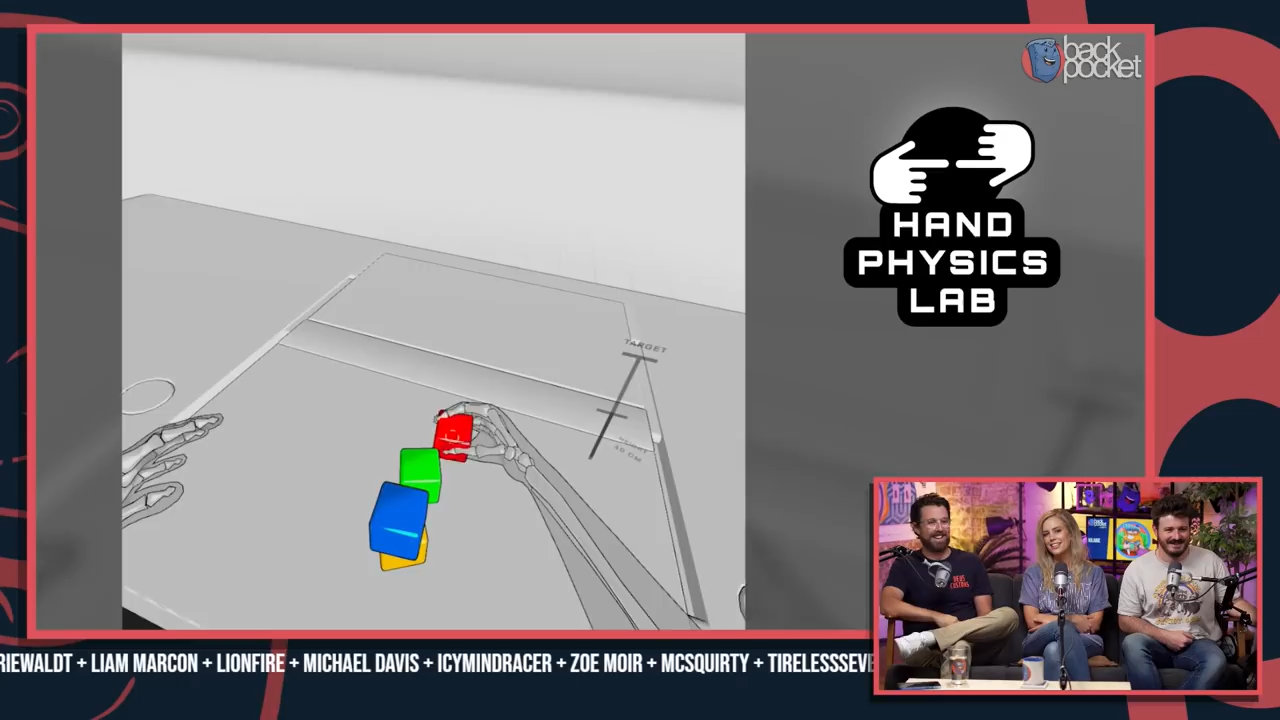 back
pocket
HAND
PHYSICS
LAB
TARGET
RIEWALDT + LIAM MARCON + LIONFIRE + MICHAEL DAVIS + ICYMINDRACER + ZOE MOIR + MCSQUIRTY + TIRELESSSEVE